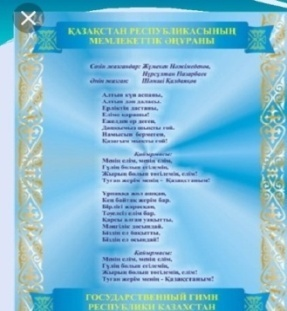 ҚАЗАҚСТАН РЕСПУБЛИКАСЫНЫҢ
МЕМЛЕКЕТТІК ӘНҰРАНЫ
Сөзін жазғандар: Жұмекен Нәжімеденов,
Нұрсұлтан Назарбаев
Әнін жазған: Шәмші Қалдаяқов
Алтын күн аспаны,
Алтын дән даласы,
Ерліктің дастаны,
Еліме қарашы!
Ежелден ер деген,
Даңқымыз шықты ғой.
Намысын бермеген,
Қазағым мықты ғой!
Қайырмасы:
Менің елім, менің елім,
Гүлің болып егілемін,
Жырың болып төгілемін, елім!
Туған жерім менің – Қазақстаным!
Ұрпаққа жол ашқан,
Кең байтақ жерім бар.
Бірлігі жарасқан,
Тәуелсіз елім бар.
Қарсы алған уақытты,
Мәңгілік досындай.
Біздің ел бақытты,
Біздің ел осындай!
Қайырмасы:
Менің елім, менің елім,
Гүлің болып егілемін,
Жырың болып төгілемін, елім!
Туған жерім менің – Қазақстаным!
ГОСУДАРСТВЕННЫЙ ГИМН
РЕСПУБЛИКИ КАЗАХСТАН